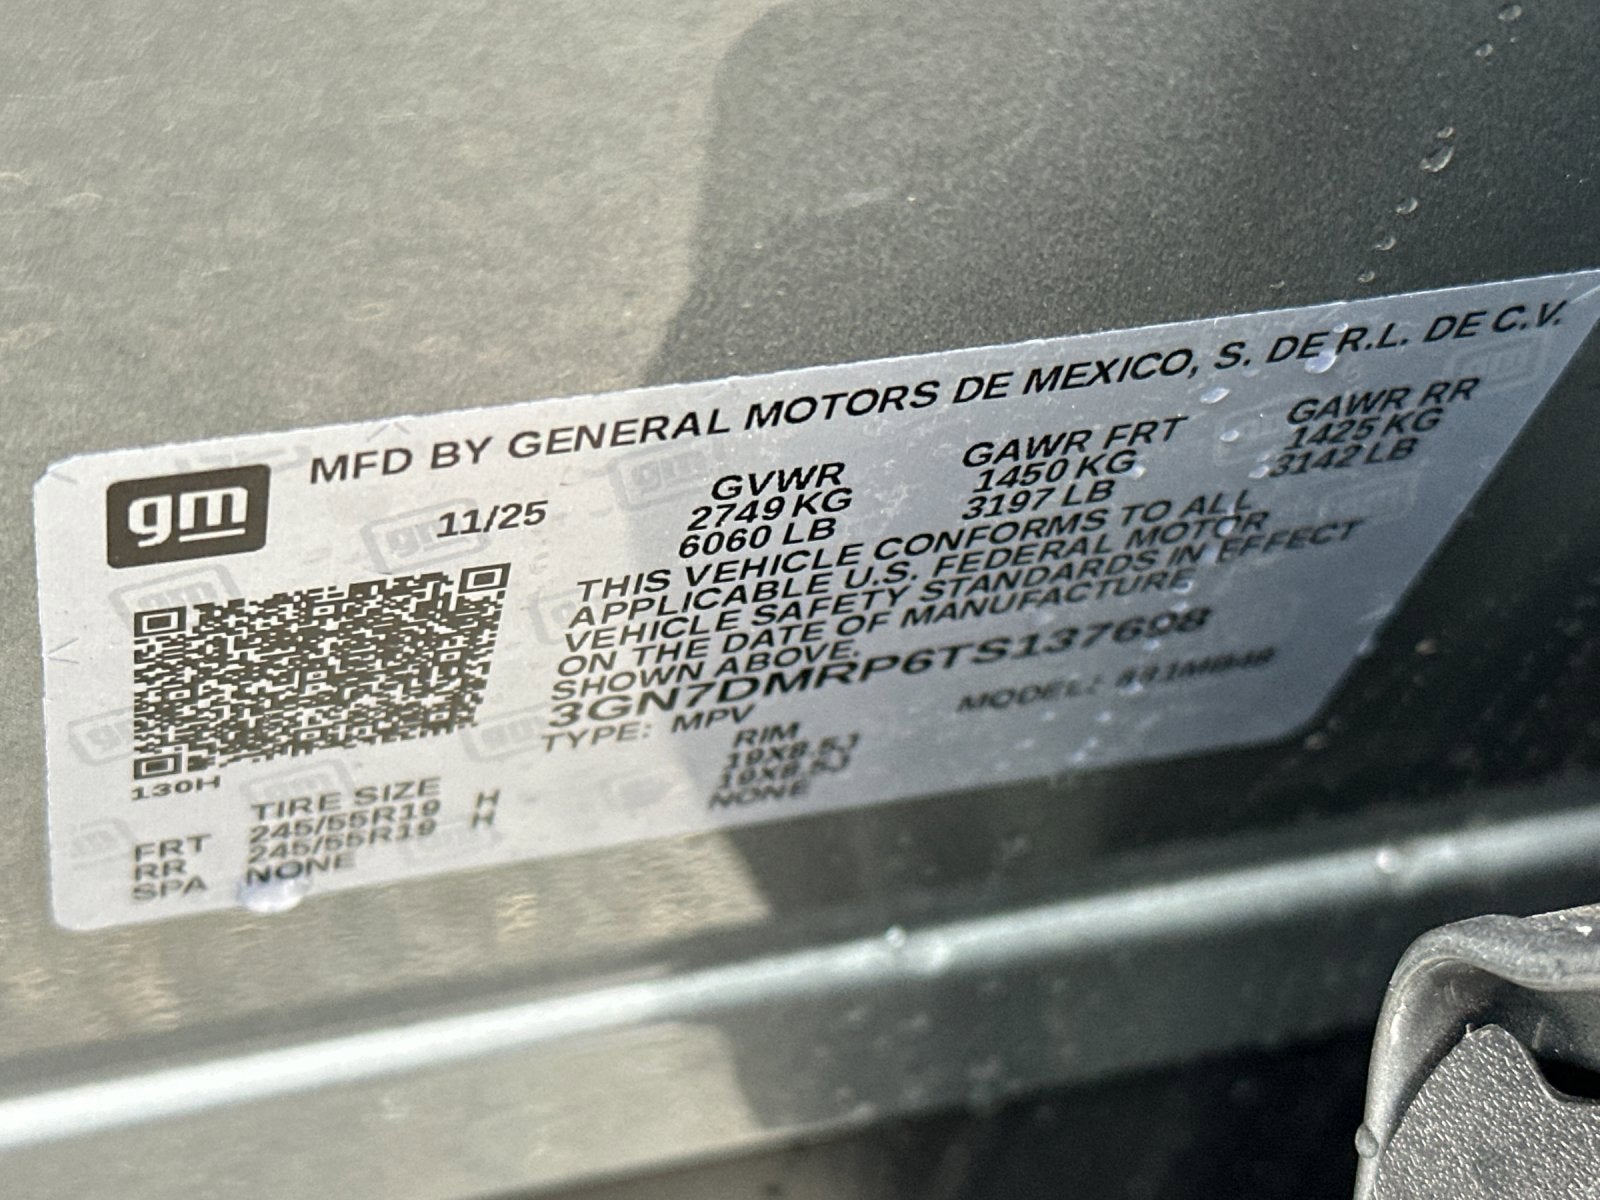 MFD BY GENERAL MOTORS DE MEXICO, S. DE R.L. DE C.V.
gm
11/25
GVWR GAWR FRT GAWR RR
2749 KG 1450 KG 1425 KG
6060 LB 3197 LB 3142 LB
THIS VEHICLE CONFORMS TO ALL
APPLICABLE U.S. FEDERAL MOTOR
VEHICLE SAFETY STANDARDS IN EFFECT
ON THE DATE OF MANUFACTURE
SHOWN ABOVE.
3GN7DMRP6TS137698
TYPE: MPV MODEL:
130H
TIRE SIZE RIM
FRT 245/55R19 H 19X8.5J
RR 245/55R19 H 19X8.5J
SPA NONE NONE